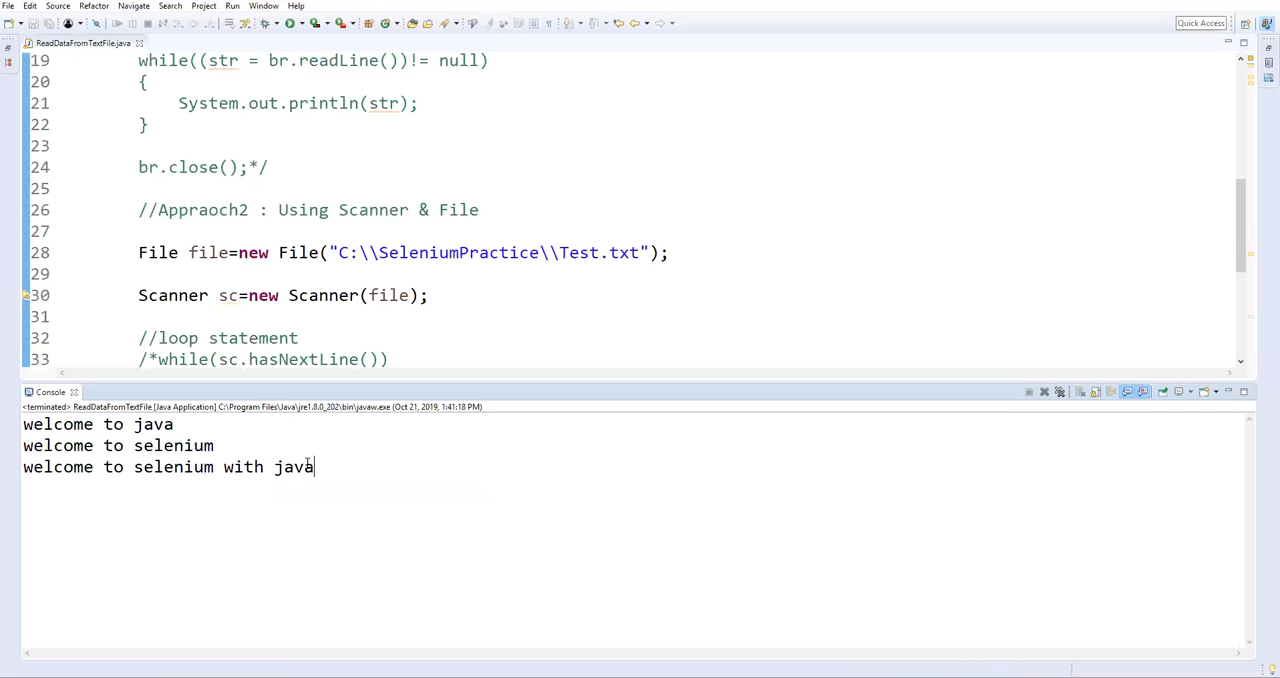 File Edit Source Refactor Navigate Search Project Run Window Help
Quick Access
ReadDataFromTextFile.java
19 while((str = br.readLine())!= null)
20 {
21 System.out.println(str);
22 }
23
24 br.close();*/
25
26 //Appraoch2 : Using Scanner & File
27
28 File file=new File("C:\\SeleniumPractice\\Test.txt");
29
30 Scanner sc=new Scanner(file);
31
32 //loop statement
33 /*while(sc.hasNextLine())
Console
<terminated> ReadDataFromTextFile [Java Application] C:\Program Files\Java\jre1.8.0_202\bin\javaw.exe (Oct 21, 2019, 1:41:18 PM)
welcome to java
welcome to selenium
welcome to selenium with java